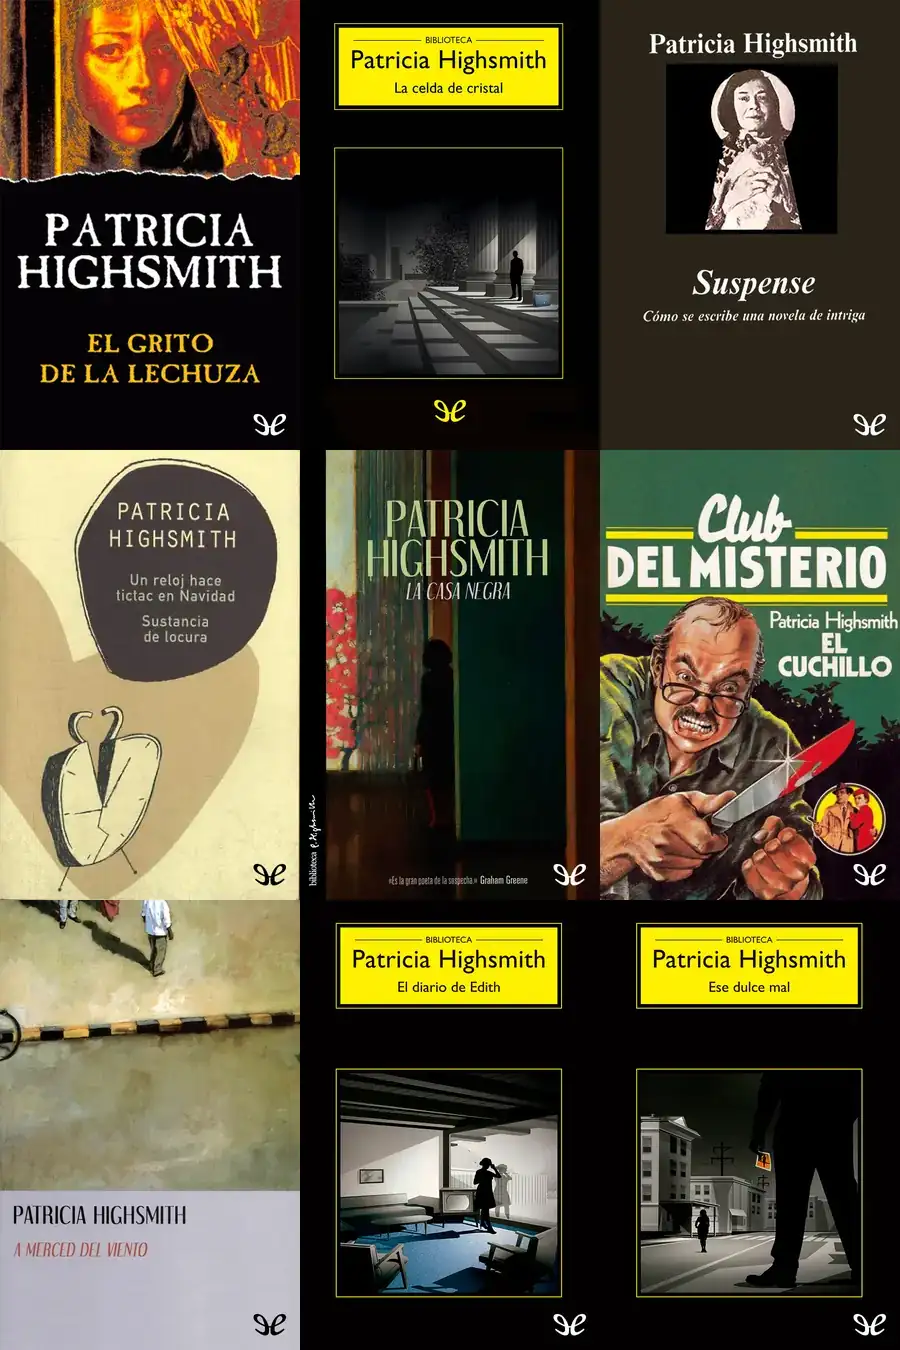 PATRICIA
HIGHSMITH
EL GRITO
DE LA LECHUZA
BIBLIOTECA
Patricia Highsmith
La celda de cristal
Patricia Highsmith
Suspense
Cómo se escribe una novela de intriga
PATRICIA
HIGHSMITH
Un reloj hace
tictac en Navidad
Sustancia
de locura
PATRICIA
HIGHSMITH
LA CASA NEGRA
biblioteca P. Highsmith
«Es la gran poeta de la sospecha.» Graham Greene
Club
DEL MISTERIO
Patricia Highsmith
EL
CUCHILLO
PATRICIA HIGHSMITH
A MERCED DEL VIENTO
BIBLIOTECA
Patricia Highsmith
El diario de Edith
BIBLIOTECA
Patricia Highsmith
Ese dulce mal